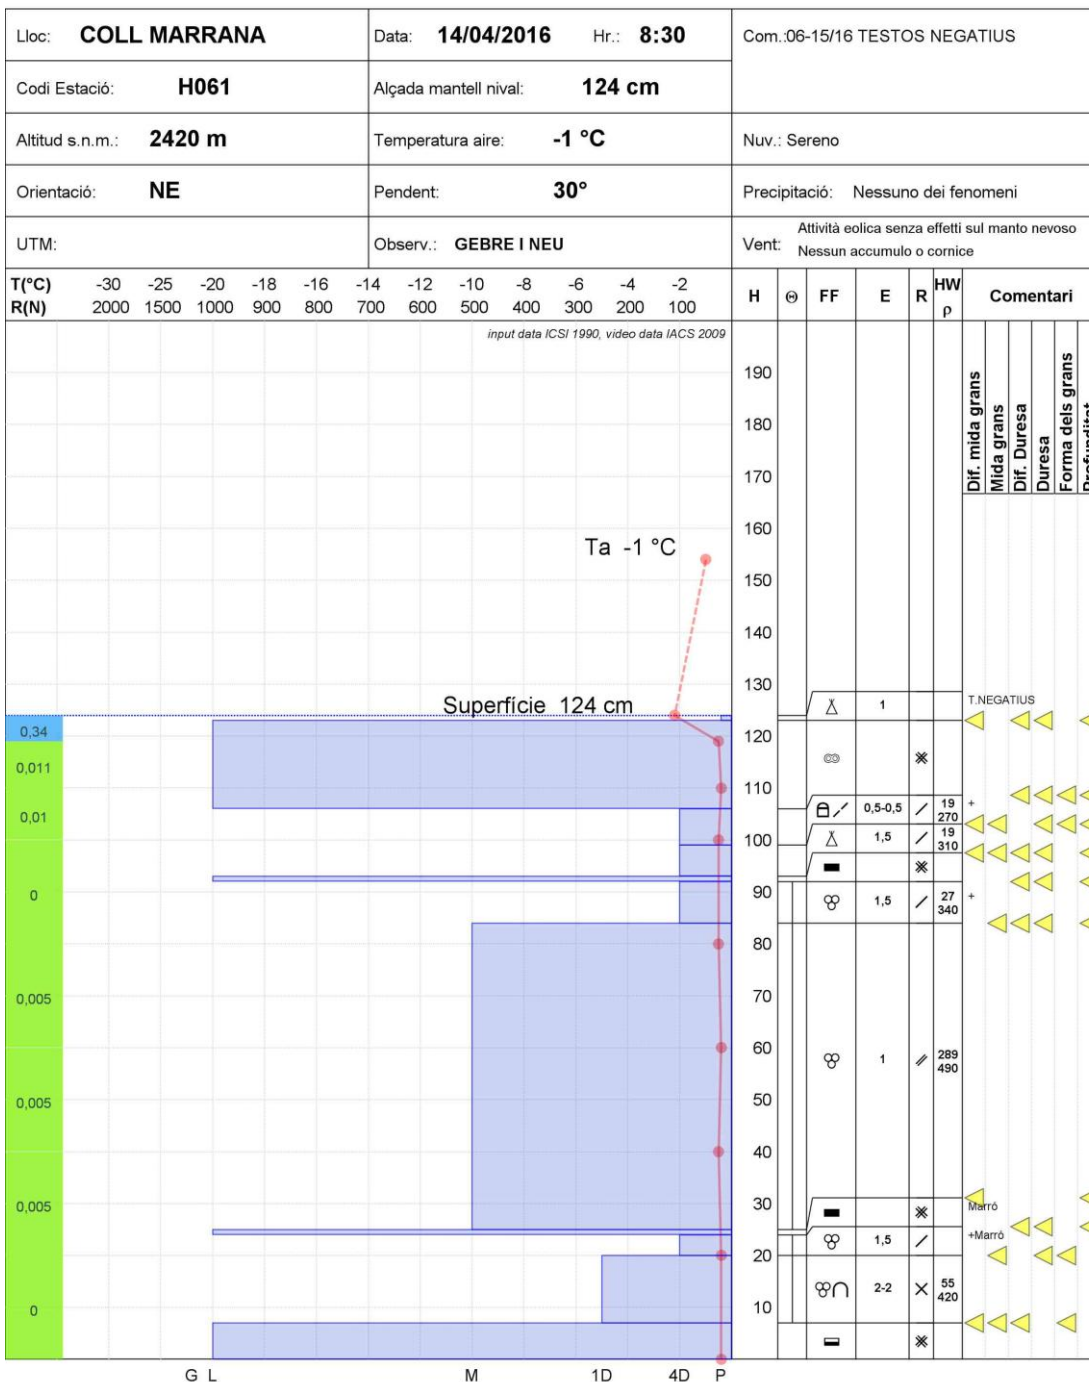 Lloc: COLL MARRANA Data: 14/04/2016 Hr.: 8:30 Com.:06-15/16 TESTOS NEGATIUS
Codi Estació: H061 Alçada mantell nival: 124 cm
Altitud s.n.m.: 2420 m Temperatura aire: -1 °C Nuv.: Sereno
Orientació: NE Pendent: 30° Precipitació: Nessuno dei fenomeni
UTM: Observ.: GEBRE I NEU Vent: Attività eolica senza effetti sul manto nevoso
Nessun accumulo o cornice
T(°C) -30 -25 -20 -18 -16 -14 -12 -10 -8 -6 -4 -2
R(N) 2000 1500 1000 900 800 700 600 500 400 300 200 100
H Θ FF E R HW ρ Comentari
input data ICSI 1990, video data IACS 2009
Dif. mida grans
Mida grans
Dif. Duresa
Duresa
Forma dels grans
190
180
170
160
Ta -1 °C
150
140
130
Superfície 124 cm
1 T.NEGATIUS
0,34 120
0,011
110
0,5-0,5 19 +
270
0,01
100 1,5 19
310
0 90 1,5 27 +
340
80
0,005 70
60 1 289
490
50
0,005
40
30
Marró
0,005
1,5 +Marró
20
2-2 55
420
0 10
G L M 1D 4D P